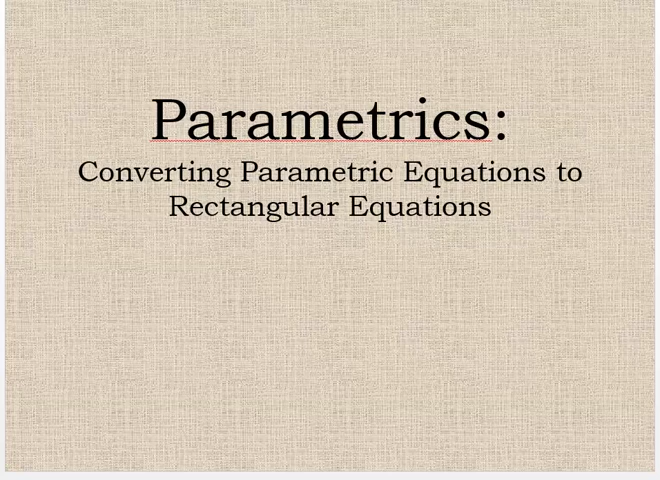 Parametrics:
Converting Parametric Equations to
Rectangular Equations